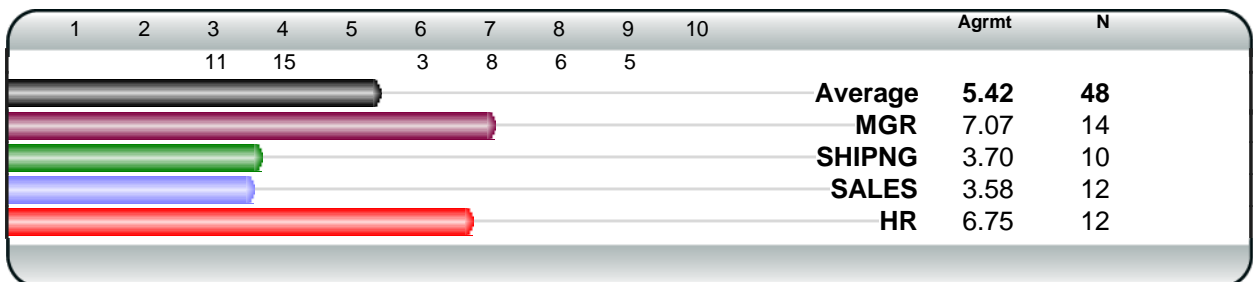 1 2 3 4 5 6 7 8 9 10 Agrmt N
11 15 3 8 6 5
Average 5.42 48
MGR 7.07 14
SHIPNG 3.70 10
SALES 3.58 12
HR 6.75 12